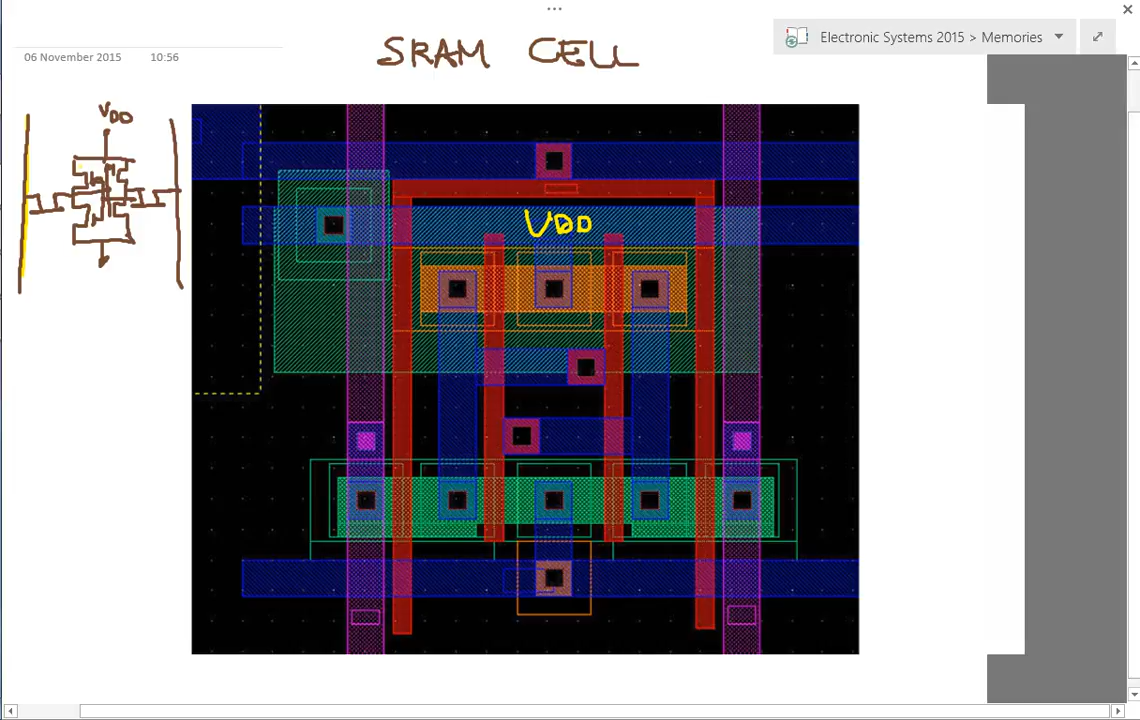 SRAM CELL
Electronic Systems 2015 > Memories
06 November 2015 10:56
VDD
VDD